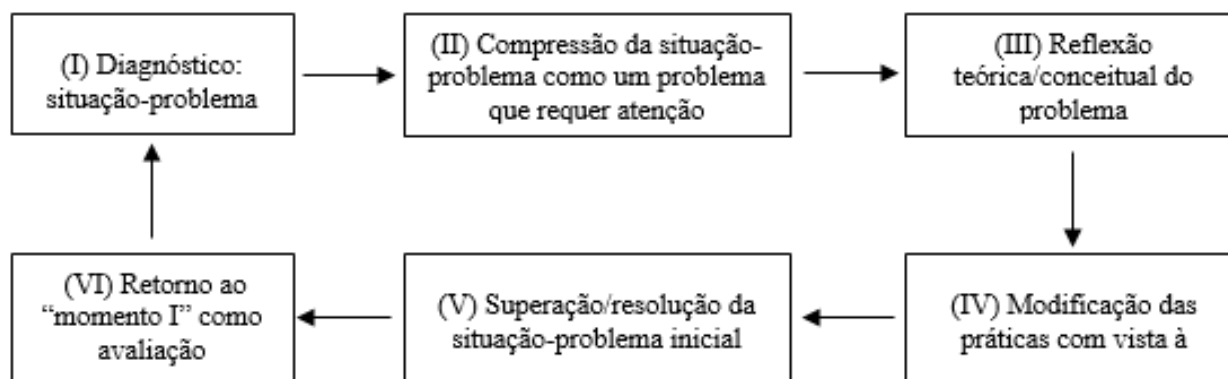 (I) Diagnóstico:
situação-problema
(II) Compressão da situação-
problema como um problema
que requer atenção
(III) Reflexão
teórica/conceitual do
problema
(IV) Modificação das
práticas com vista à
(V) Superação/resolução da
situação-problema inicial
(VI) Retorno ao
“momento I” como
avaliação